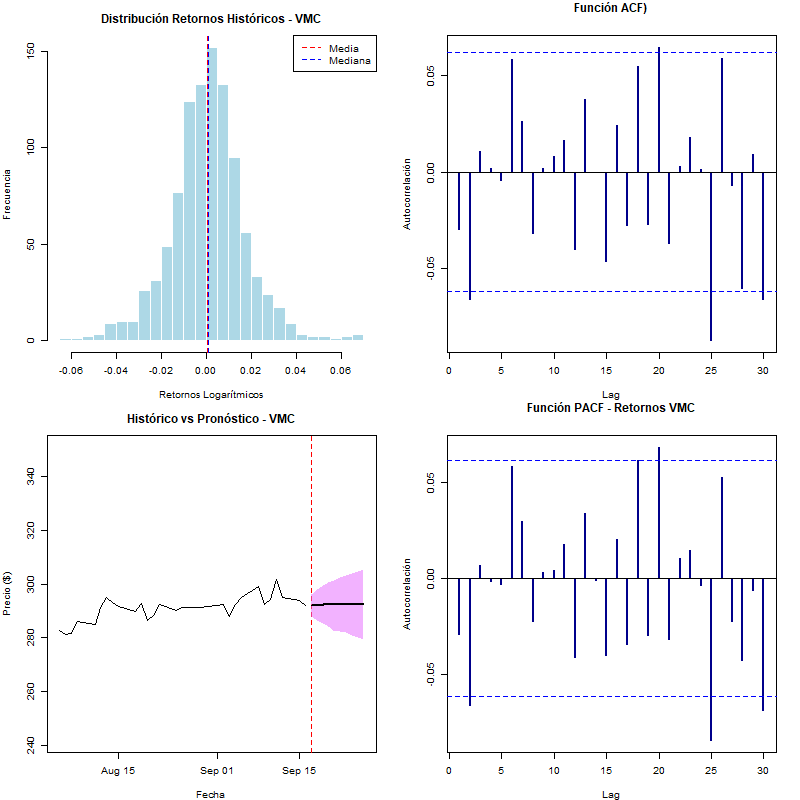 Distribución Retornos Históricos - VMC
Frecuencia
150
100
50
0
Media
Mediana
-0.06 -0.04 -0.02 0.00 0.02 0.04 0.06
Retornos Logarítmicos
Función ACF)
Autocorrelación
0.05
0.00
-0.05
0 5 10 15 20 25 30
Lag
Histórico vs Pronóstico - VMC
Precio ($)
340
320
300
280
260
240
Aug 15 Sep 01 Sep 15
Fecha
Función PACF - Retornos VMC
Autocorrelación
0.05
0.00
-0.05
0 5 10 15 20 25 30
Lag